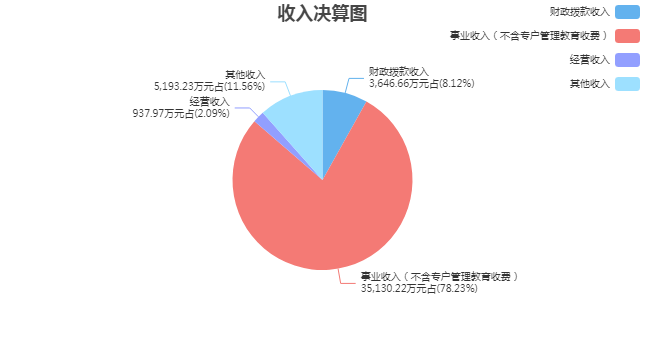 收入决算图
财政拨款收入
事业收入（不含专户管理教育收费）
经营收入
其他收入
其他收入
5,193.23万元占(11.56%)
经营收入
937.97万元占(2.09%)
财政拨款收入
3,646.66万元占(8.12%)
事业收入（不含专户管理教育收费）
35,130.22万元占(78.23%)